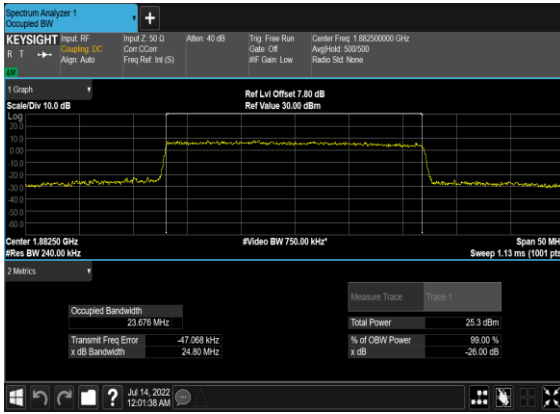 Spectrum Analyzer 1
Occupied BW
KEYSIGHT
R T
LXI
Input: RF
Coupling: DC
Align: Auto
Input Z: 50 Ω
Corr CCorr
Freq Ref: Int (S)
Atten: 40 dB
Trig: Free Run
Gate: Off
#IF Gain: Low
Center Freq: 1.882500000 GHz
Avg|Hold: 500/500
Radio Std: None
1 Graph
Scale/Div 10.0 dB
Ref Lvl Offset 7.80 dB
Ref Value 30.00 dBm
Log
20.0
10.0
0.00
-10.0
-20.0
-30.0
-40.0
-50.0
-60.0
Center 1.88250 GHz
#Res BW 240.00 kHz
#Video BW 750.00 kHz*
Span 50 MH
Sweep 1.13 ms (1001 pts
2 Metrics
Measure Trace
Trace 1
Occupied Bandwidth
23.676 MHz
Total Power
25.3 dBm
Transmit Freq Error
-47.068 kHz
% of OBW Power
99.00 %
x dB Bandwidth
24.80 MHz
x dB
-26.00 dB
?
Jul 14, 2022
12:01:38 AM